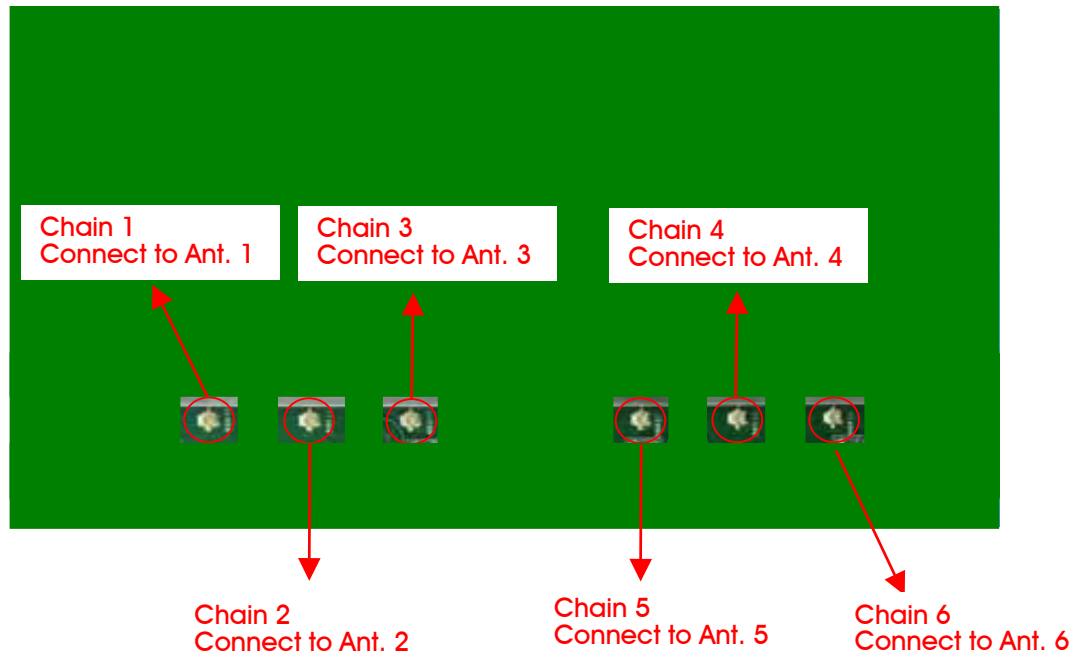 Chain 1
Connect to Ant. 1
Chain 3
Connect to Ant. 3
Chain 4
Connect to Ant. 4
Chain 2
Connect to Ant. 2
Chain 5
Connect to Ant. 5
Chain 6
Connect to Ant. 6